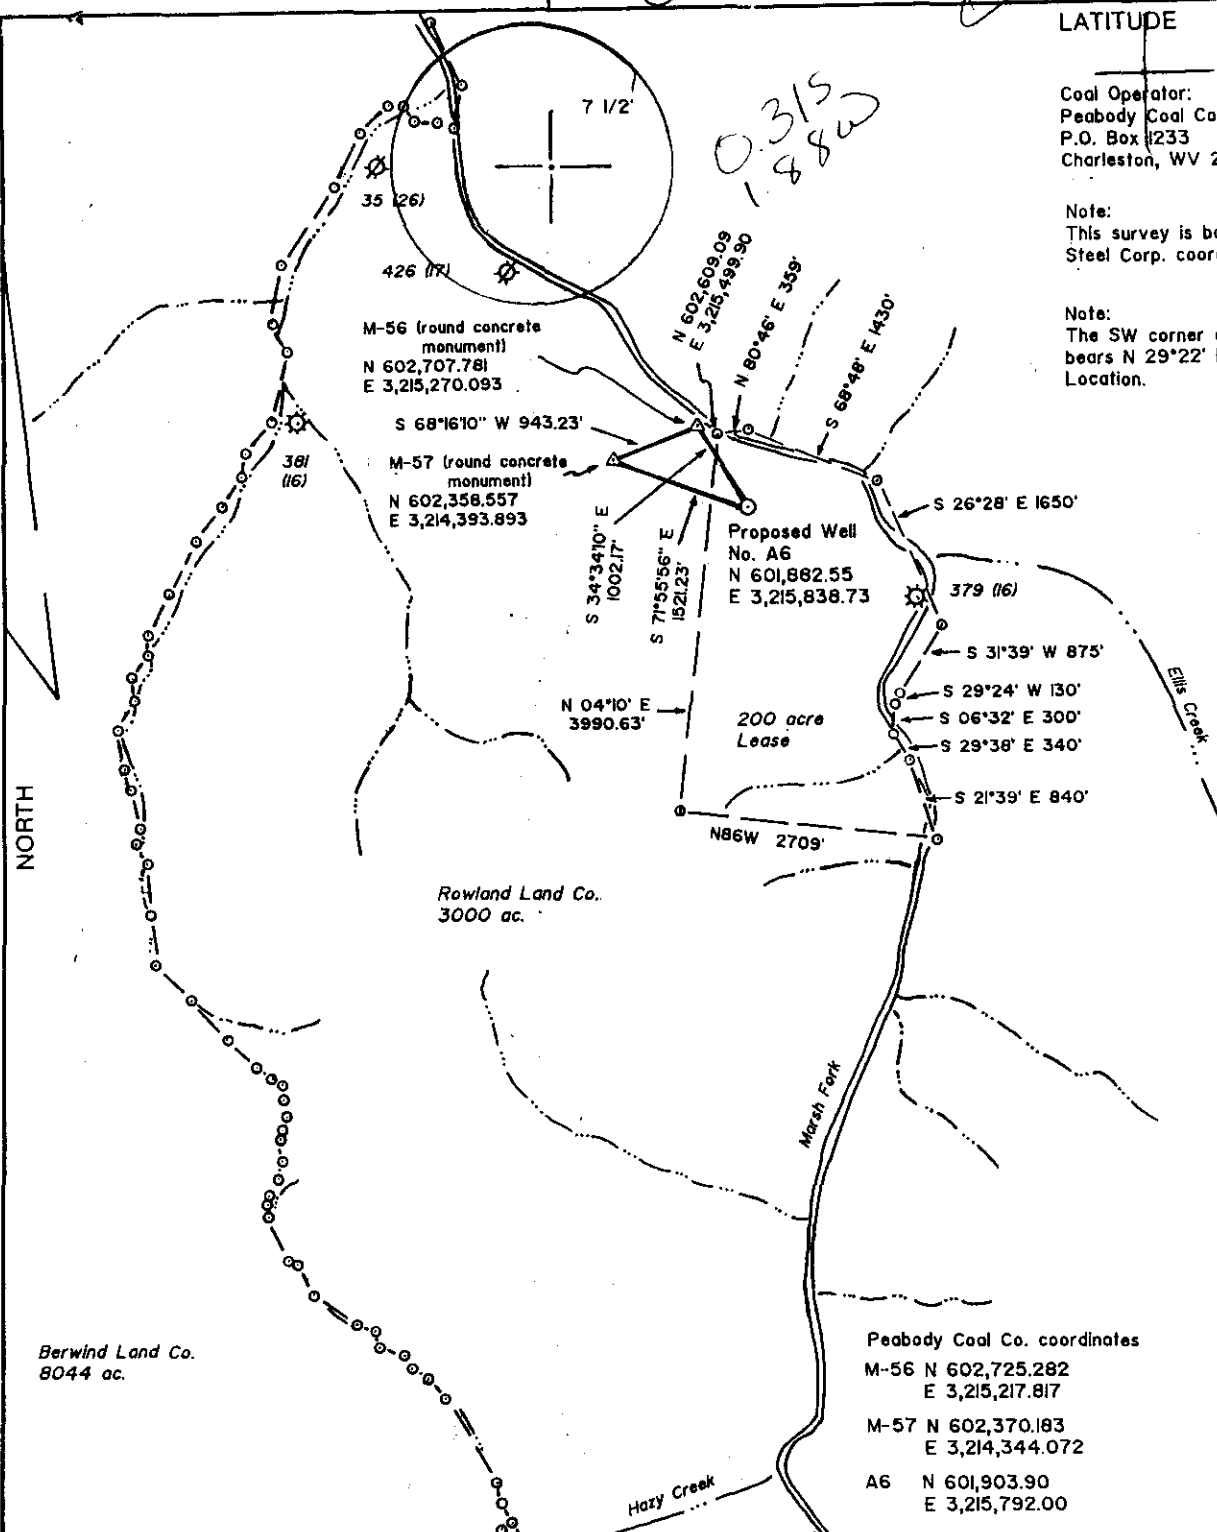 LATITUDE
7 1/2'
0.315
1.88W
Coal Operator:
Peabody Coal Co
P.O. Box 1233
Charleston, WV 2
Note:
This survey is ba
Steel Corp. coor
Note:
The SW corner
bears N 29°22'
Location.
35 (26)
426 (17)
N 602,609.09
E 3,215,499.90
N 80°46' E 359'
S 68°48' E 1430'
M-56 (round concrete
monument)
N 602,707.781
E 3,215,270.093
S 68°16'10" W 943.23'
M-57 (round concrete
monument)
N 602,358.557
E 3,214,393.893
381
(16)
S 34°34'10" E
1002.17'
S 71°55'56" E
1521.23'
Proposed Well
No. A6
N 601,882.55
E 3,215,838.73
S 26°28' E 1650'
379 (16)
Ellis Creek
S 31°39' W 875'
S 29°24' W 130'
S 06°32' E 300'
S 29°38' E 340'
S 21°39' E 840'
N 04°10' E
3990.63'
200 acre
Lease
N86W 2709'
NORTH
Rowland Land Co.
3000 ac.
Marsh Fork
Berwind Land Co.
8044 ac.
Hazy Creek
Peabody Coal Co. coordinates
M-56 N 602,725.282
E 3,215,217.817
M-57 N 602,370.183
E 3,214,344.072
A6 N 601,903.90
E 3,215,792.00